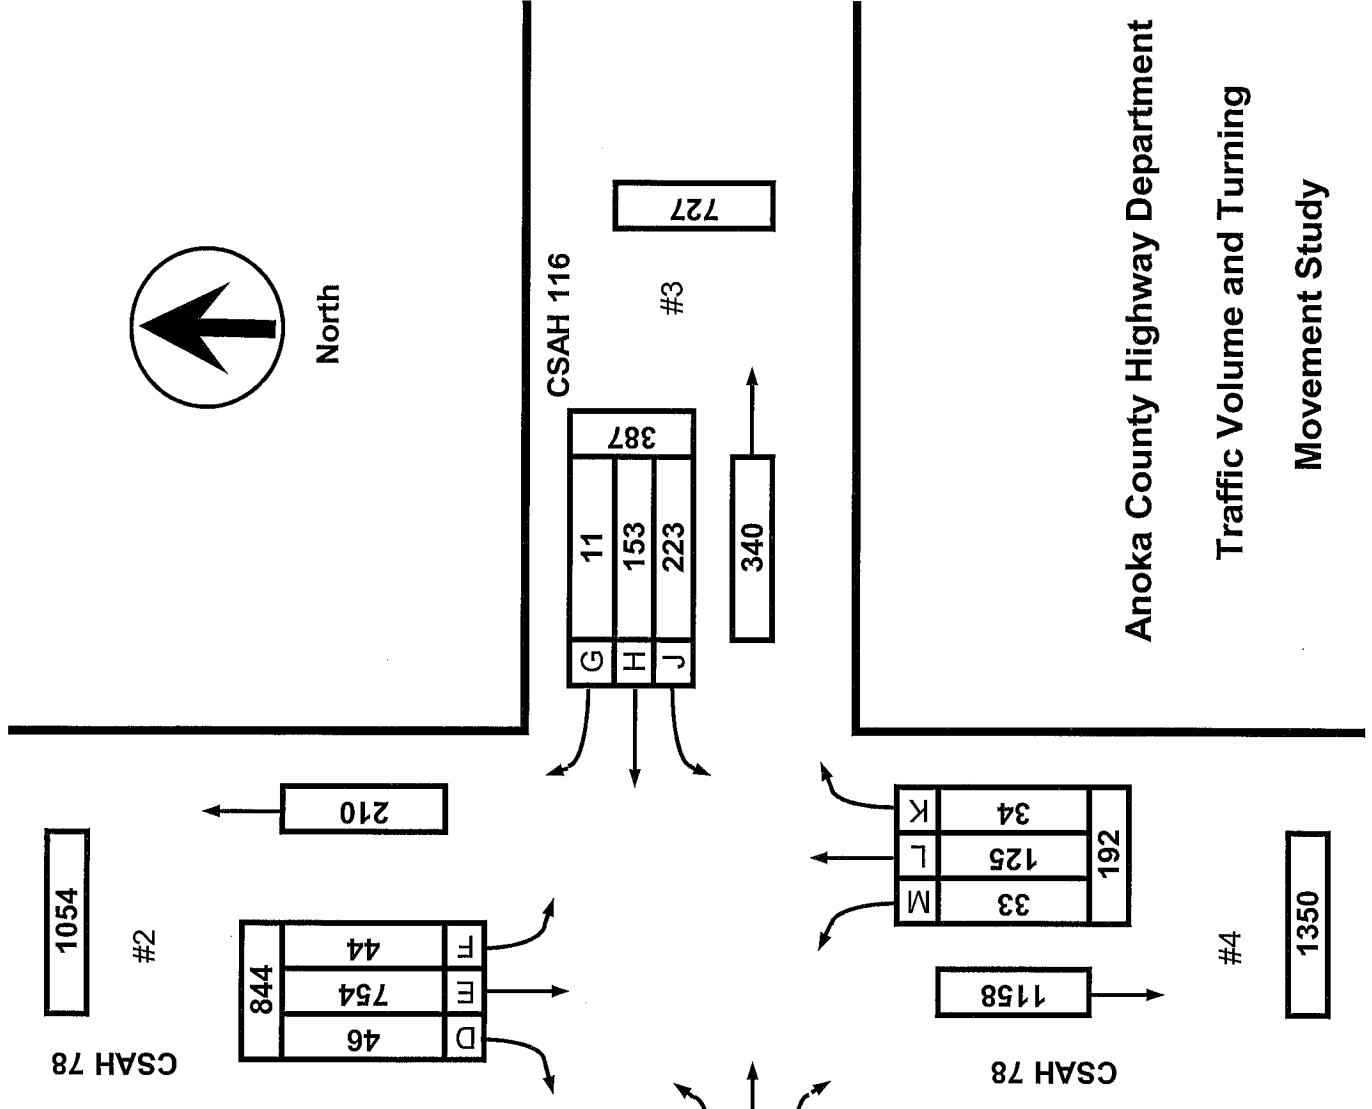 Anoka County Highway Department
Traffic Volume and Turning
Movement Study
North
CSAH 116
#3
727
387
G 11
H 153
J 223
340
210
1054
#2
844
44 F
754 E
46 D
CSAH 78
K 34
L 125
M 33
192
1158
#4
1350
CSAH 78